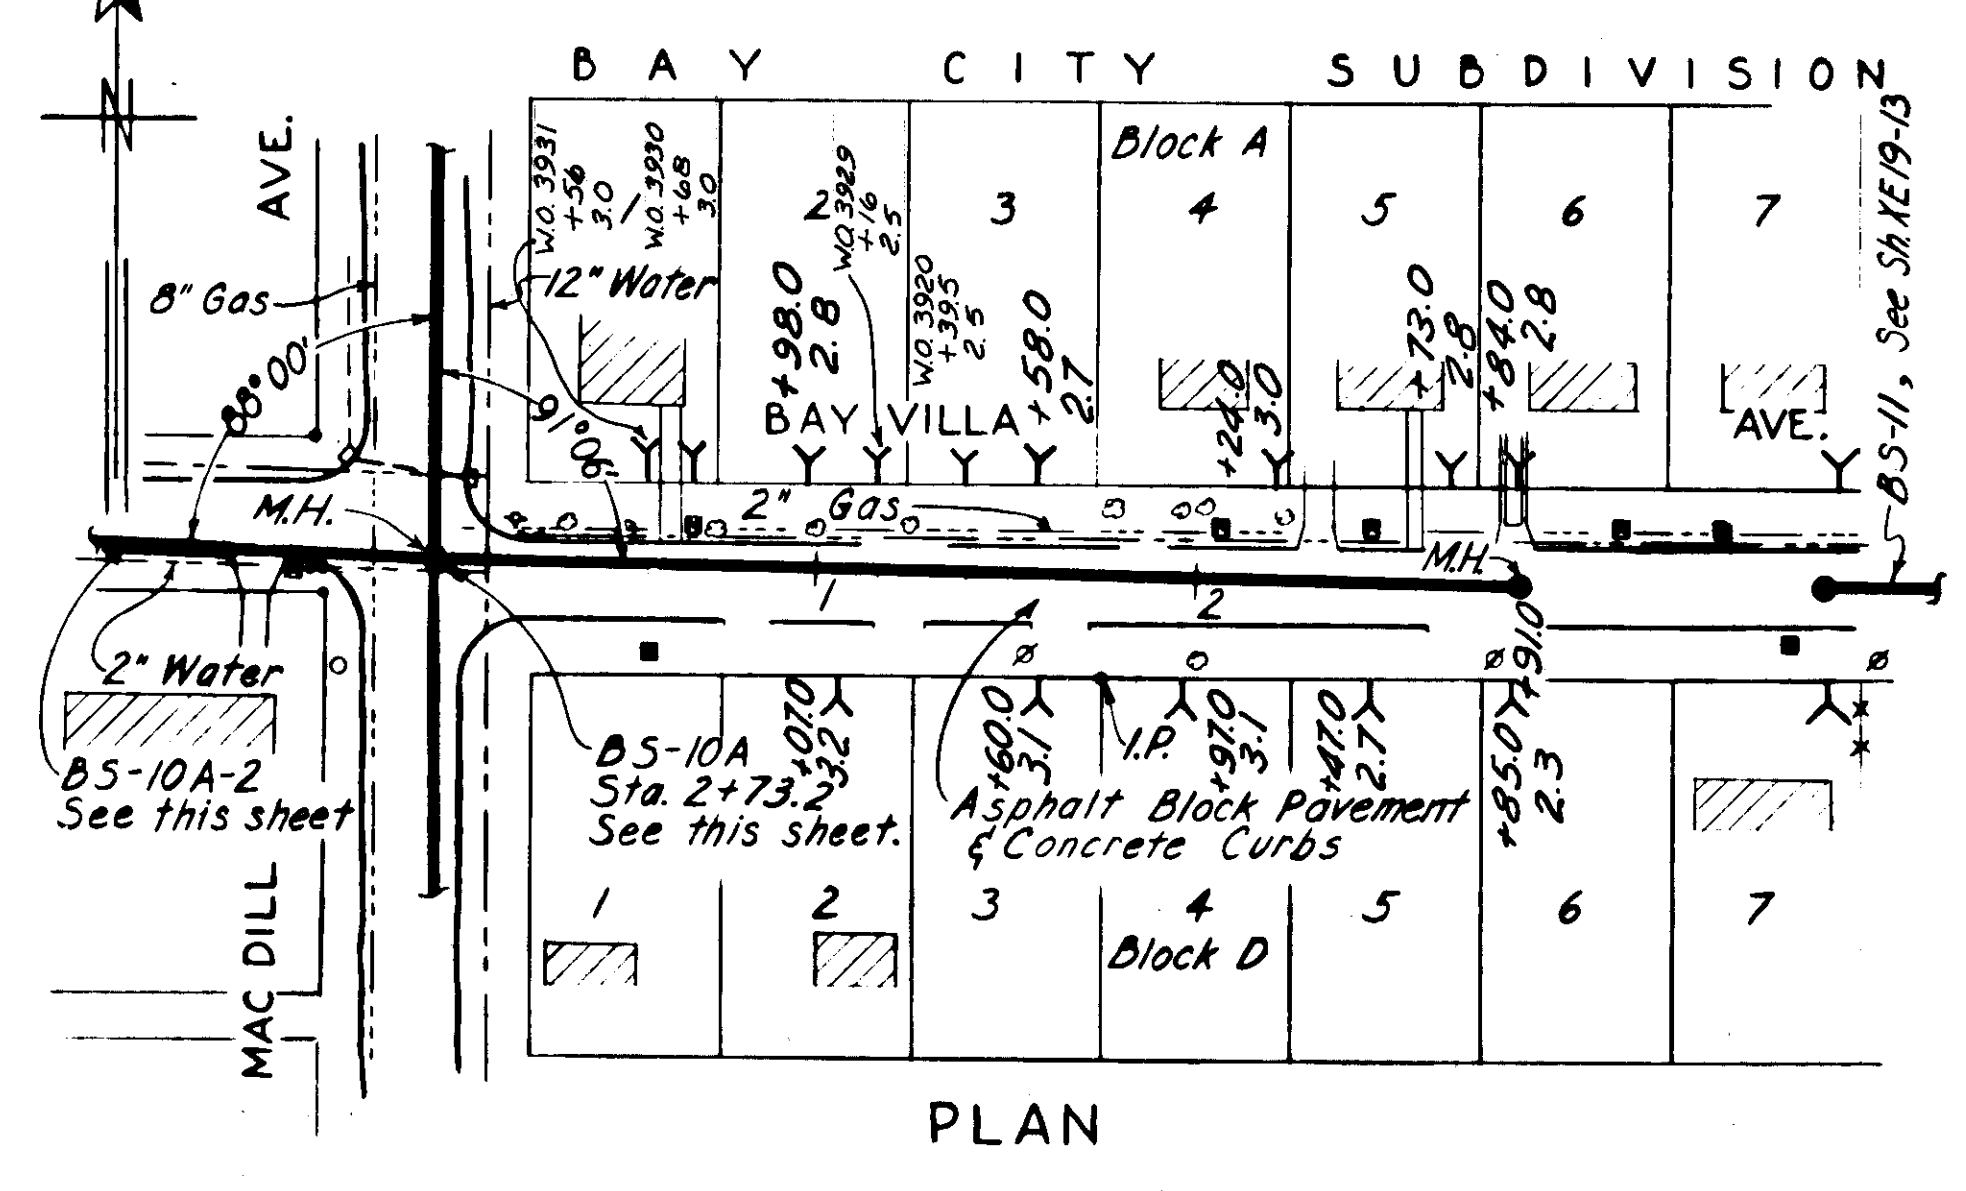 N
BAY CITY SUBDIVISION
AVE.
W.O. 3931
+56
3.0
W.O. 3930
+68
3.0
W.O. 3929
+16
2.5
W.O. 3920
+39.5
2.5
Block A
1
2
3
4
5
6
7
8" Gas
12" Water
88° 00'
91° 06'
+98.0
2.8
+58.0
2.7
+24.0
3.0
+73.0
2.8
+84.0
2.8
BS-11, See Sh. XE19-13
BAY VILLA AVE.
M.H.
2" Gas
M.H.
1
2
+91.0
2" Water
BS-10A-2
See this sheet
BS-10A
Sta. 2+73.2
See this sheet.
+07.0
3.2
+60.0
3.1
I.P.
+97.0
3.1
+47.0
2.7
+85.0
2.3
Asphalt Block Pavement
& Concrete Curbs
MAC DILL
1
2
3
4
5
6
7
Block D
PLAN